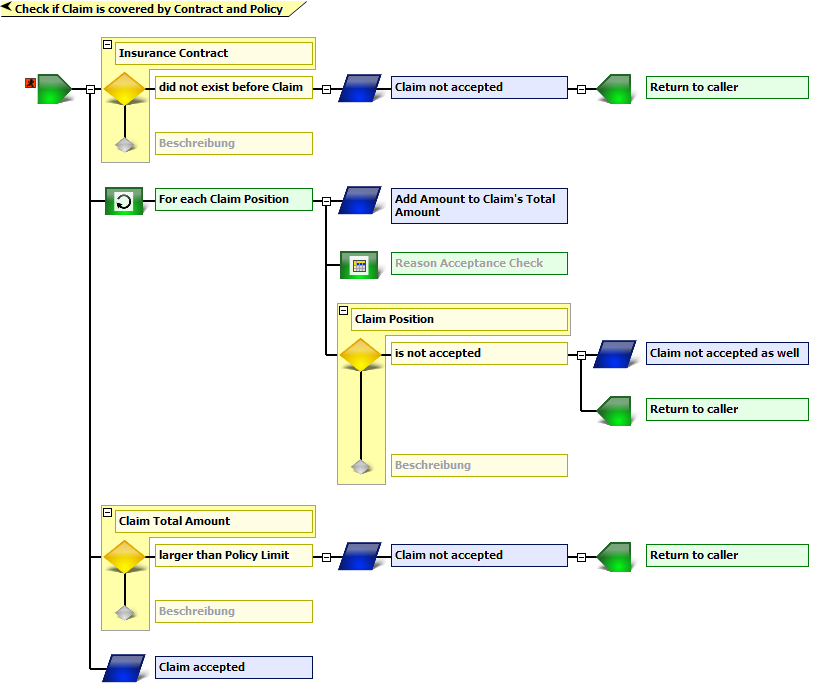 Check if Claim is covered by Contract and Policy
Insurance Contract
did not exist before Claim
Claim not accepted
Return to caller
Beschreibung
For each Claim Position
Add Amount to Claim's Total
Amount
Reason Acceptance Check
Claim Position
is not accepted
Claim not accepted as well
Return to caller
Beschreibung
Claim Total Amount
larger than Policy Limit
Claim not accepted
Return to caller
Beschreibung
Claim accepted